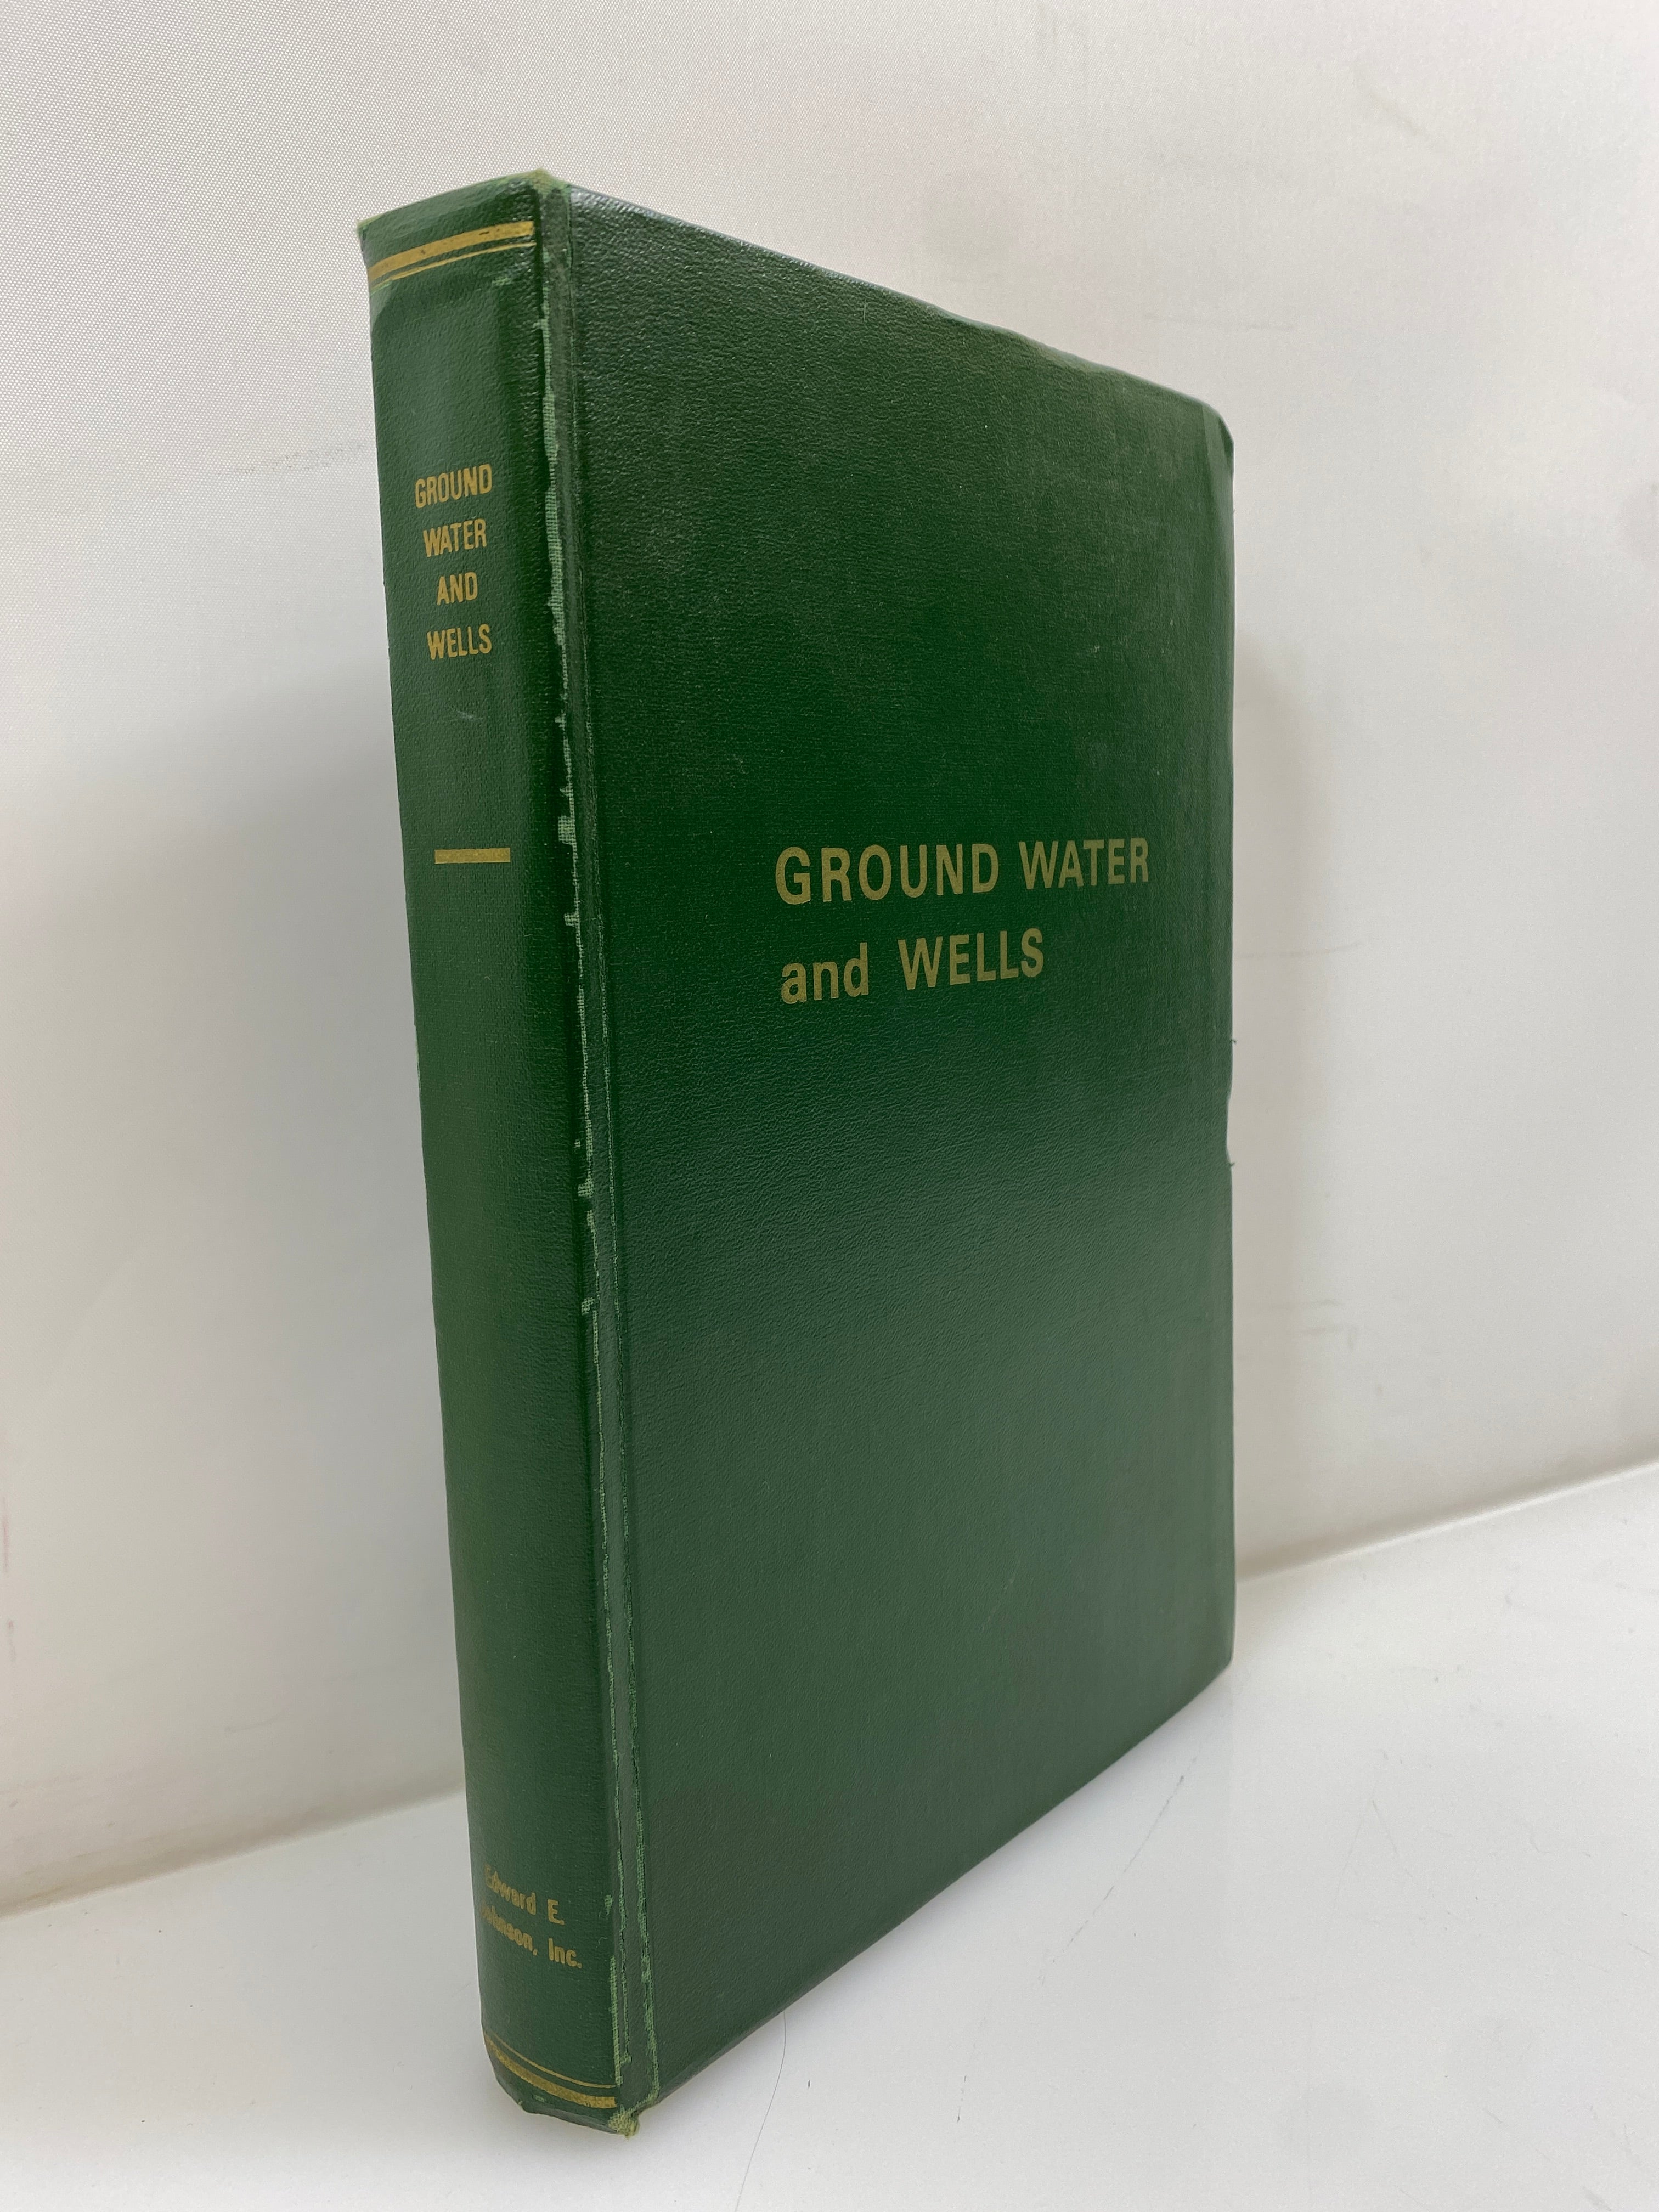 GROUND
WATER
AND
WELLS
Edward E.
Johnson, Inc.
GROUND WATER
and WELLS